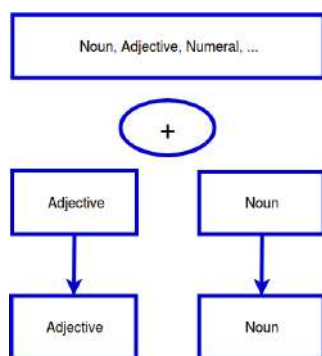 Noun, Adjective, Numeral, ...
+
Adjective
Noun
Adjective
Noun